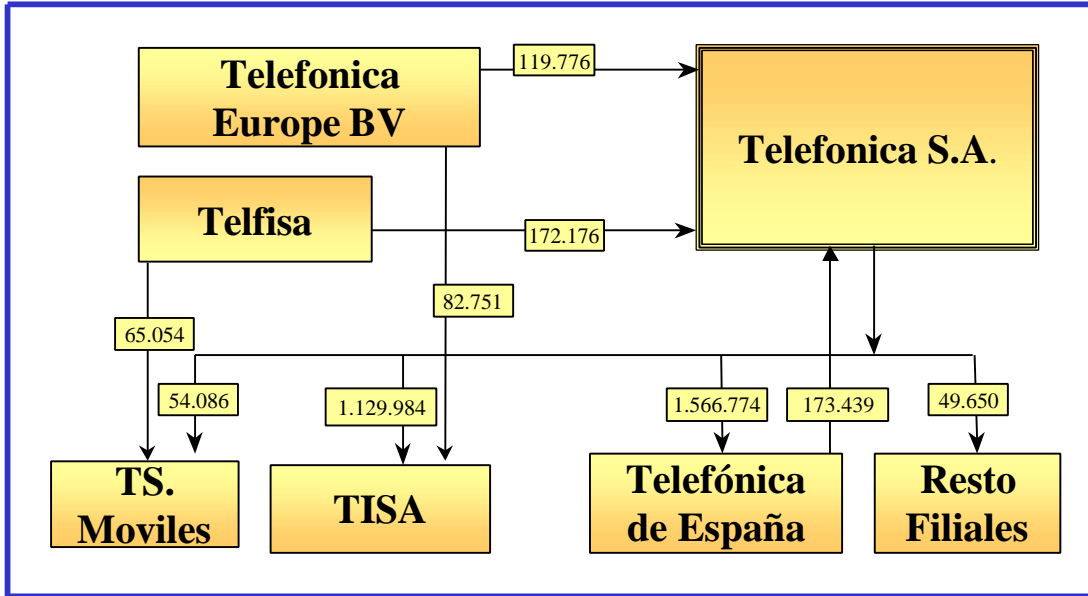 Telefonica
Europe BV
119.776
Telefonica S.A.
Telfisa
172.176
82.751
65.054
54.086
1.129.984
1.566.774
173.439
49.650
TS.
Moviles
TISA
Telefónica
de España
Resto
Filiales